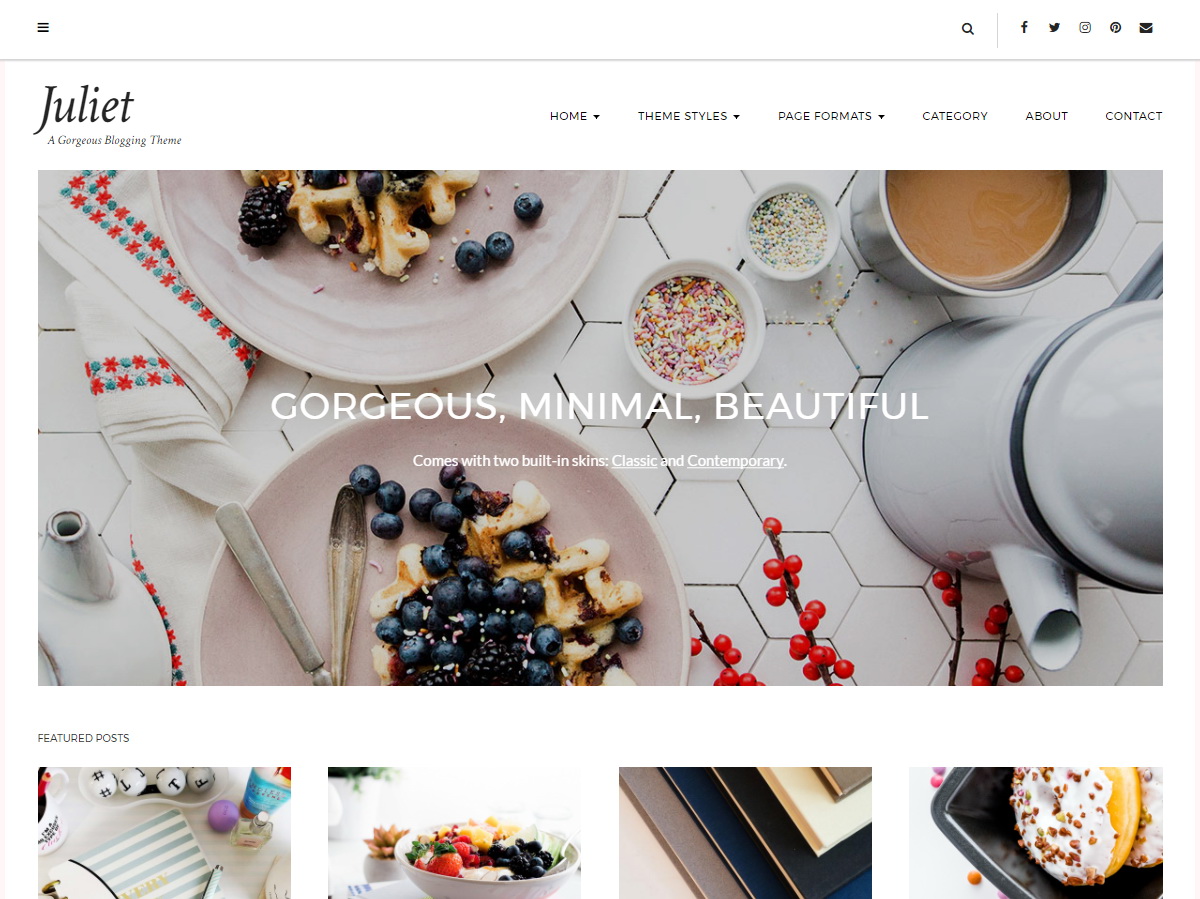 Juliet
A Gorgeous Blogging Theme
HOME THEME STYLES PAGE FORMATS CATEGORY ABOUT CONTACT
GORGEOUS, MINIMAL, BEAUTIFUL
Comes with two built-in skins: Classic and Contemporary.
FEATURED POSTS